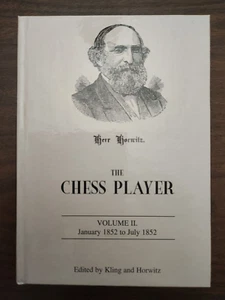 Herr Horwitz.
THE
CHESS PLAYER
VOLUME II.
January 1852 to July 1852
Edited by Kling and Horwitz